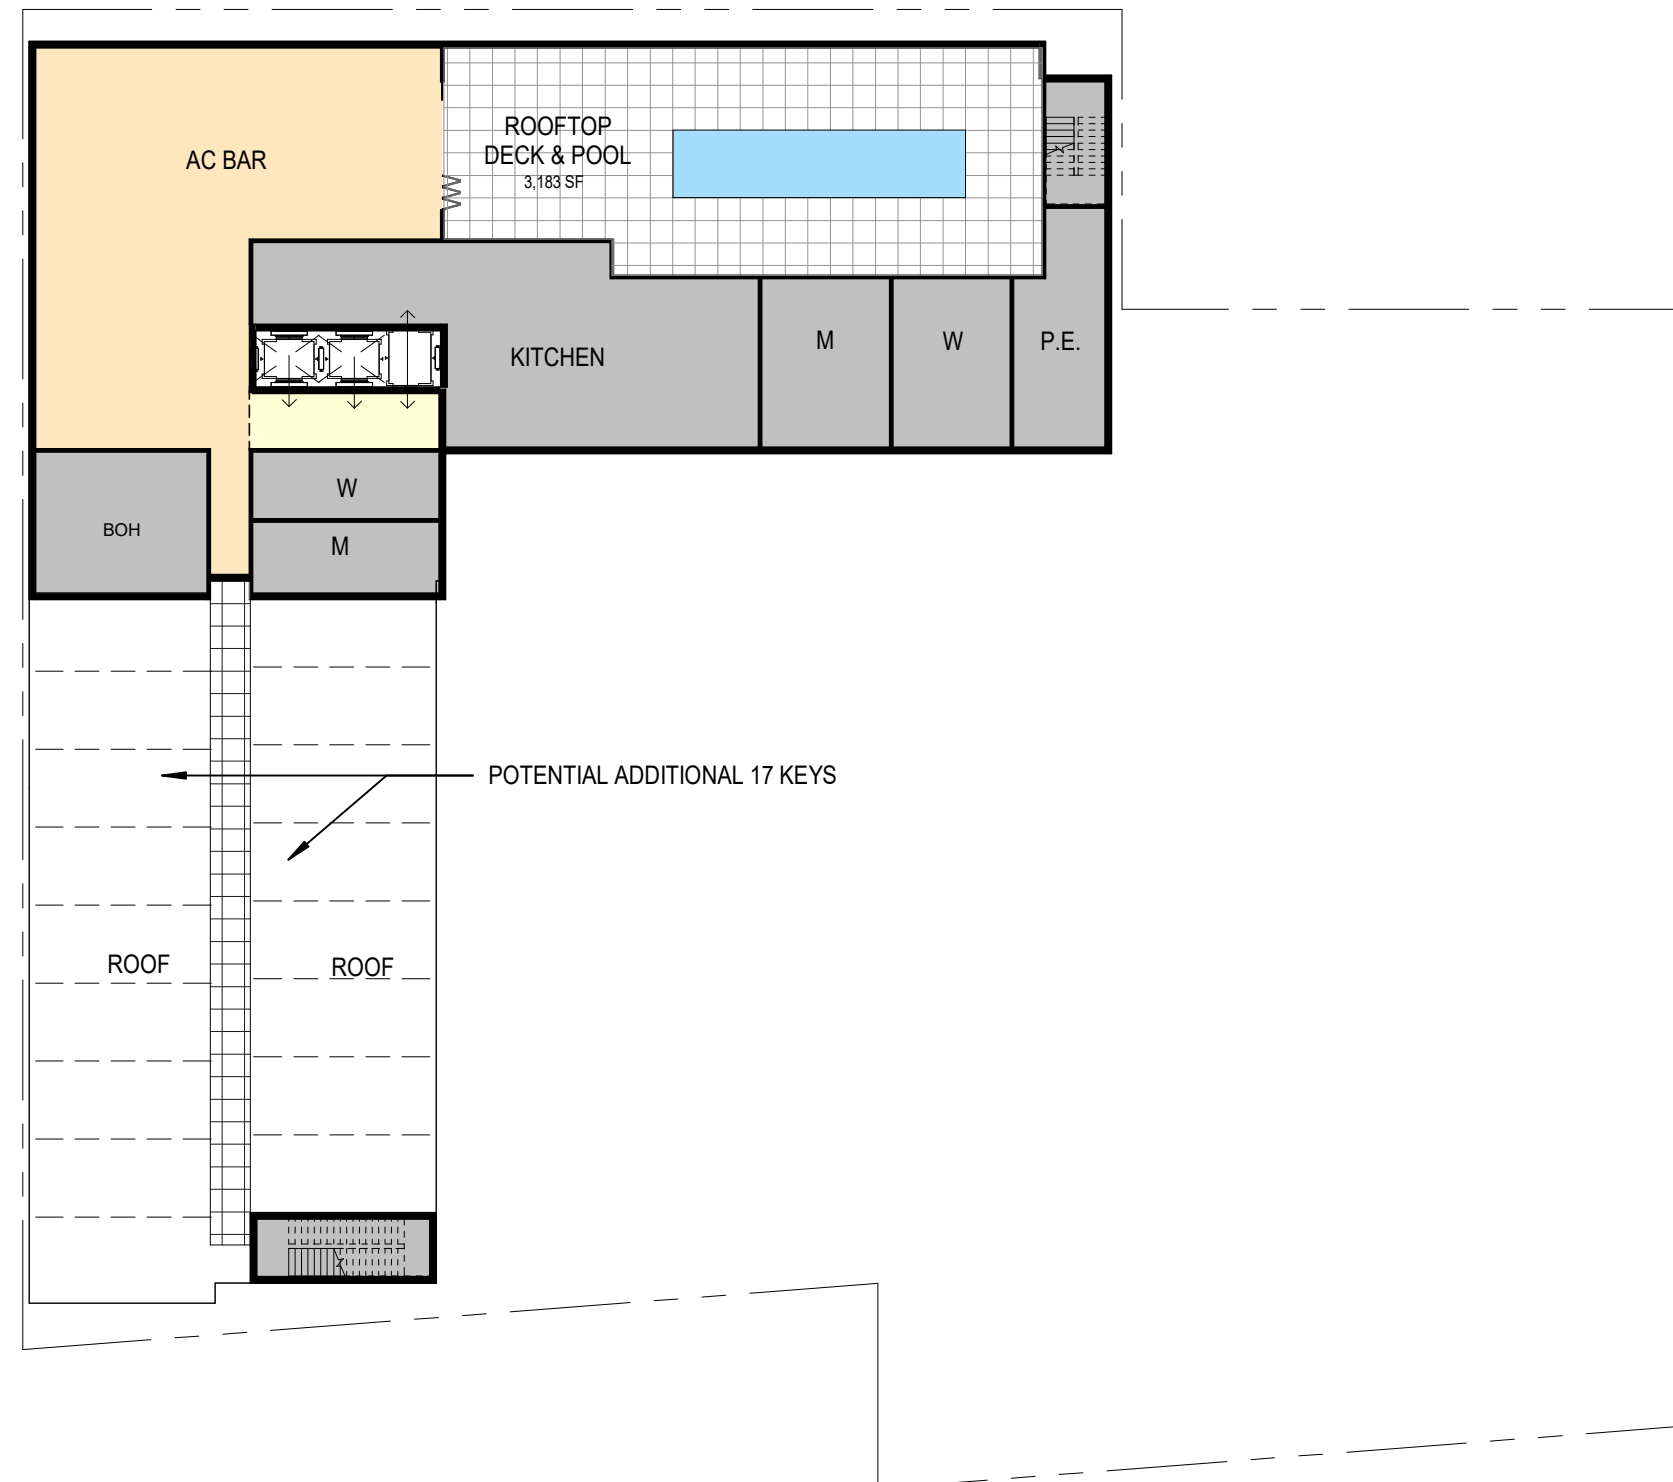 AC BAR
ROOFTOP
DECK & POOL
3,183 SF
KITCHEN
M
W
P.E.
W
BOH
M
POTENTIAL ADDITIONAL 17 KEYS
ROOF
ROOF